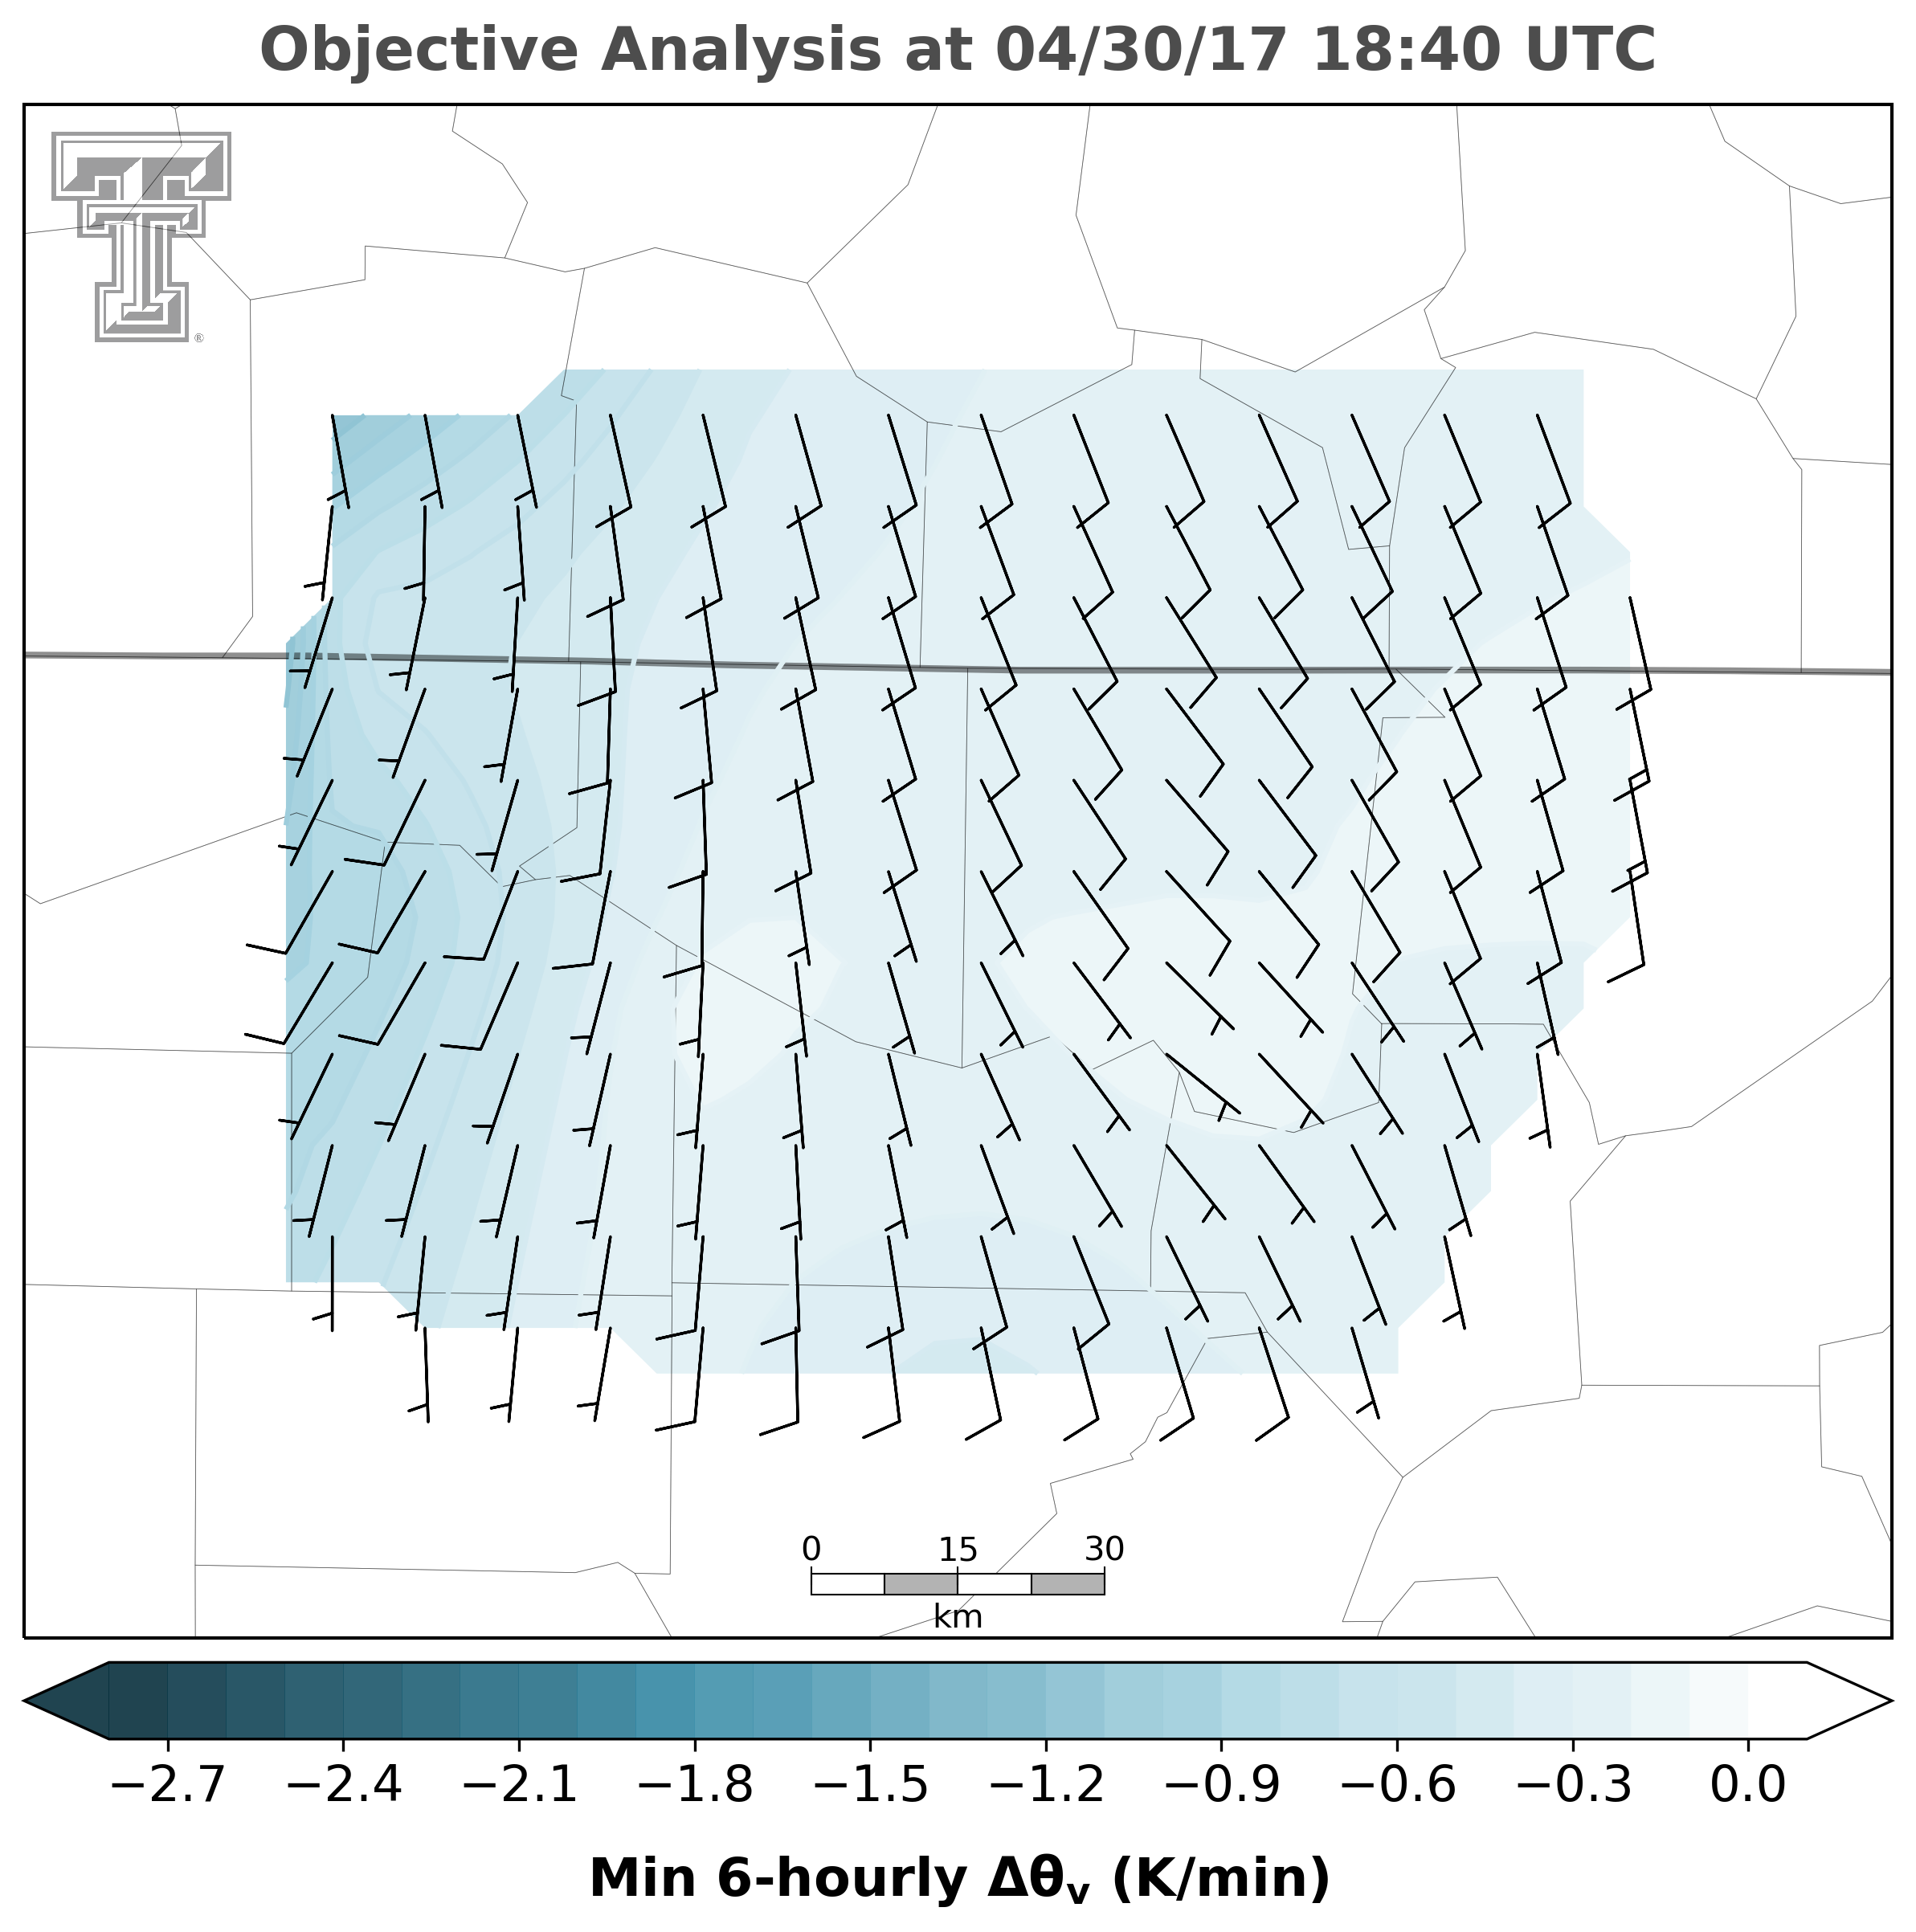 Objective Analysis at 04/30/17 18:40 UTC
®
0 15 30
km
−2.7 −2.4 −2.1 −1.8 −1.5 −1.2 −0.9 −0.6 −0.3 0.0
Min 6-hourly Δθv (K/min)